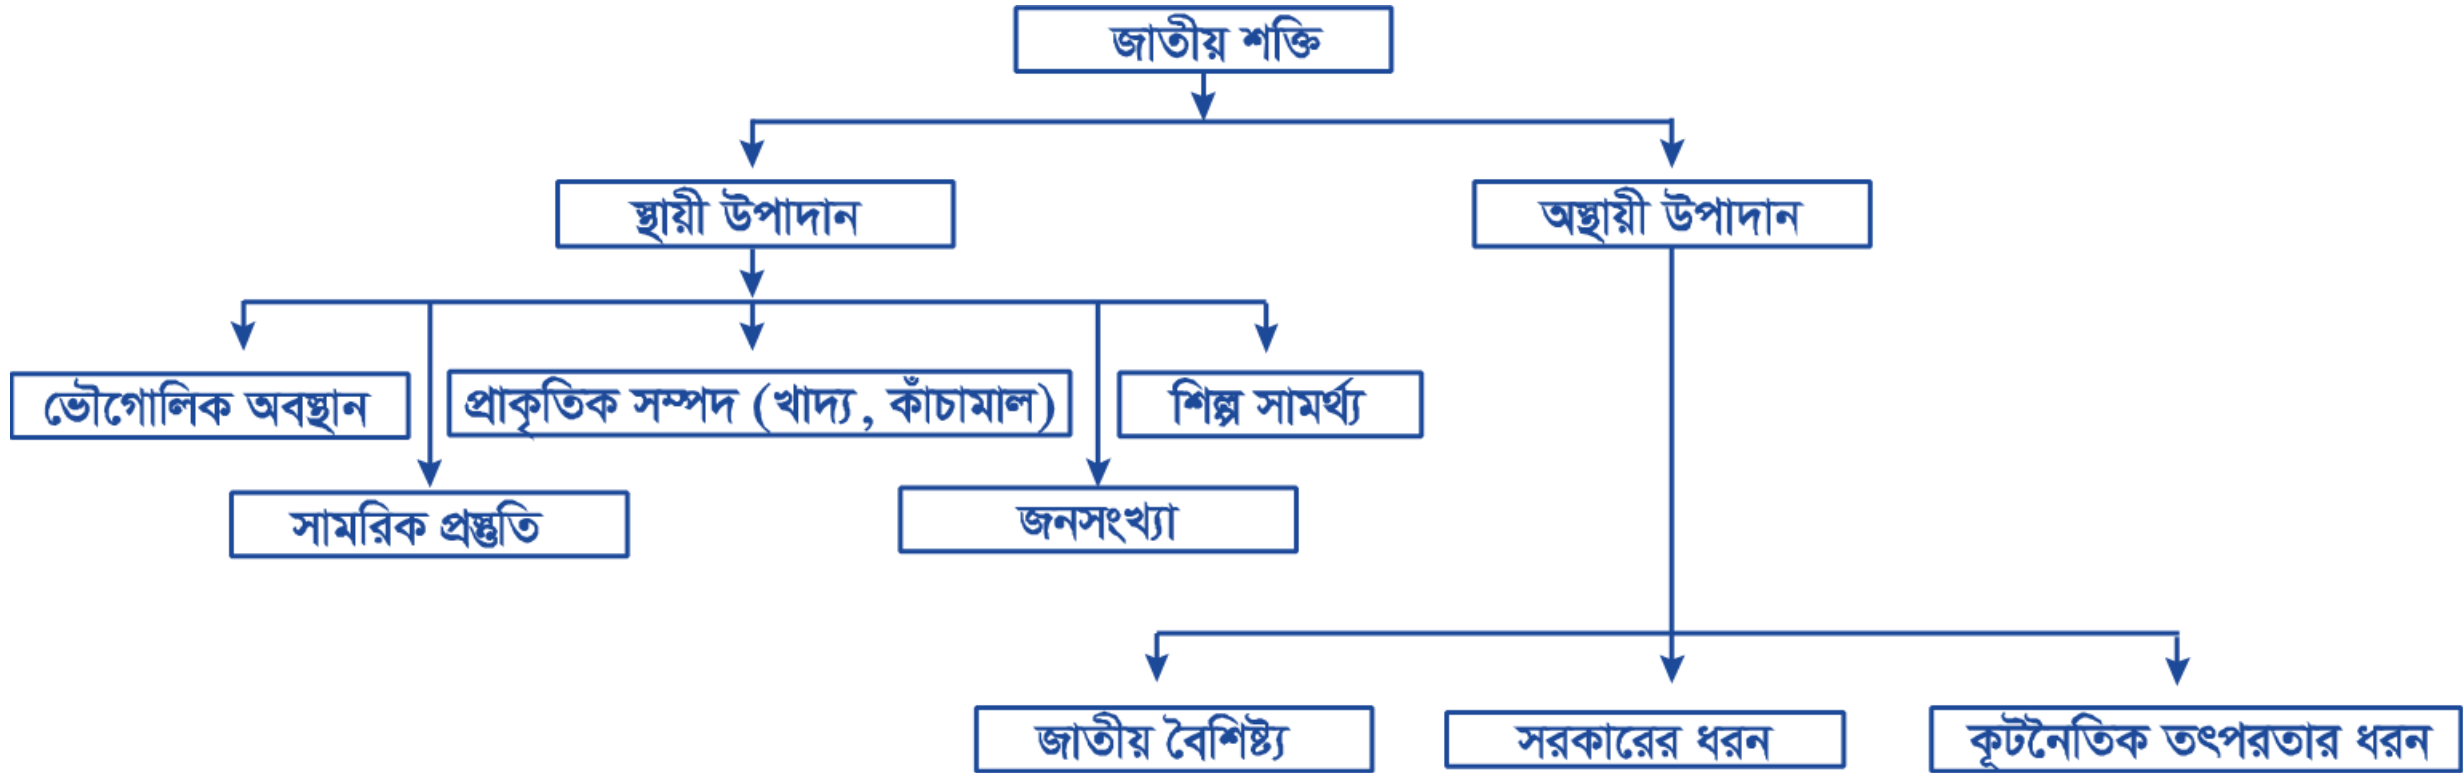 জাতীয় শক্তি
স্থায়ী উপাদান
অস্থায়ী উপাদান
ভৌগোলিক অবস্থান
প্রাকৃতিক সম্পদ (খাদ্য, কাঁচামাল)
শিল্প সামর্থ্য
সামরিক প্রস্তুতি
জনসংখ্যা
জাতীয় বৈশিষ্ট্য
সরকারের ধরন
কূটনৈতিক তৎপরতার ধরন